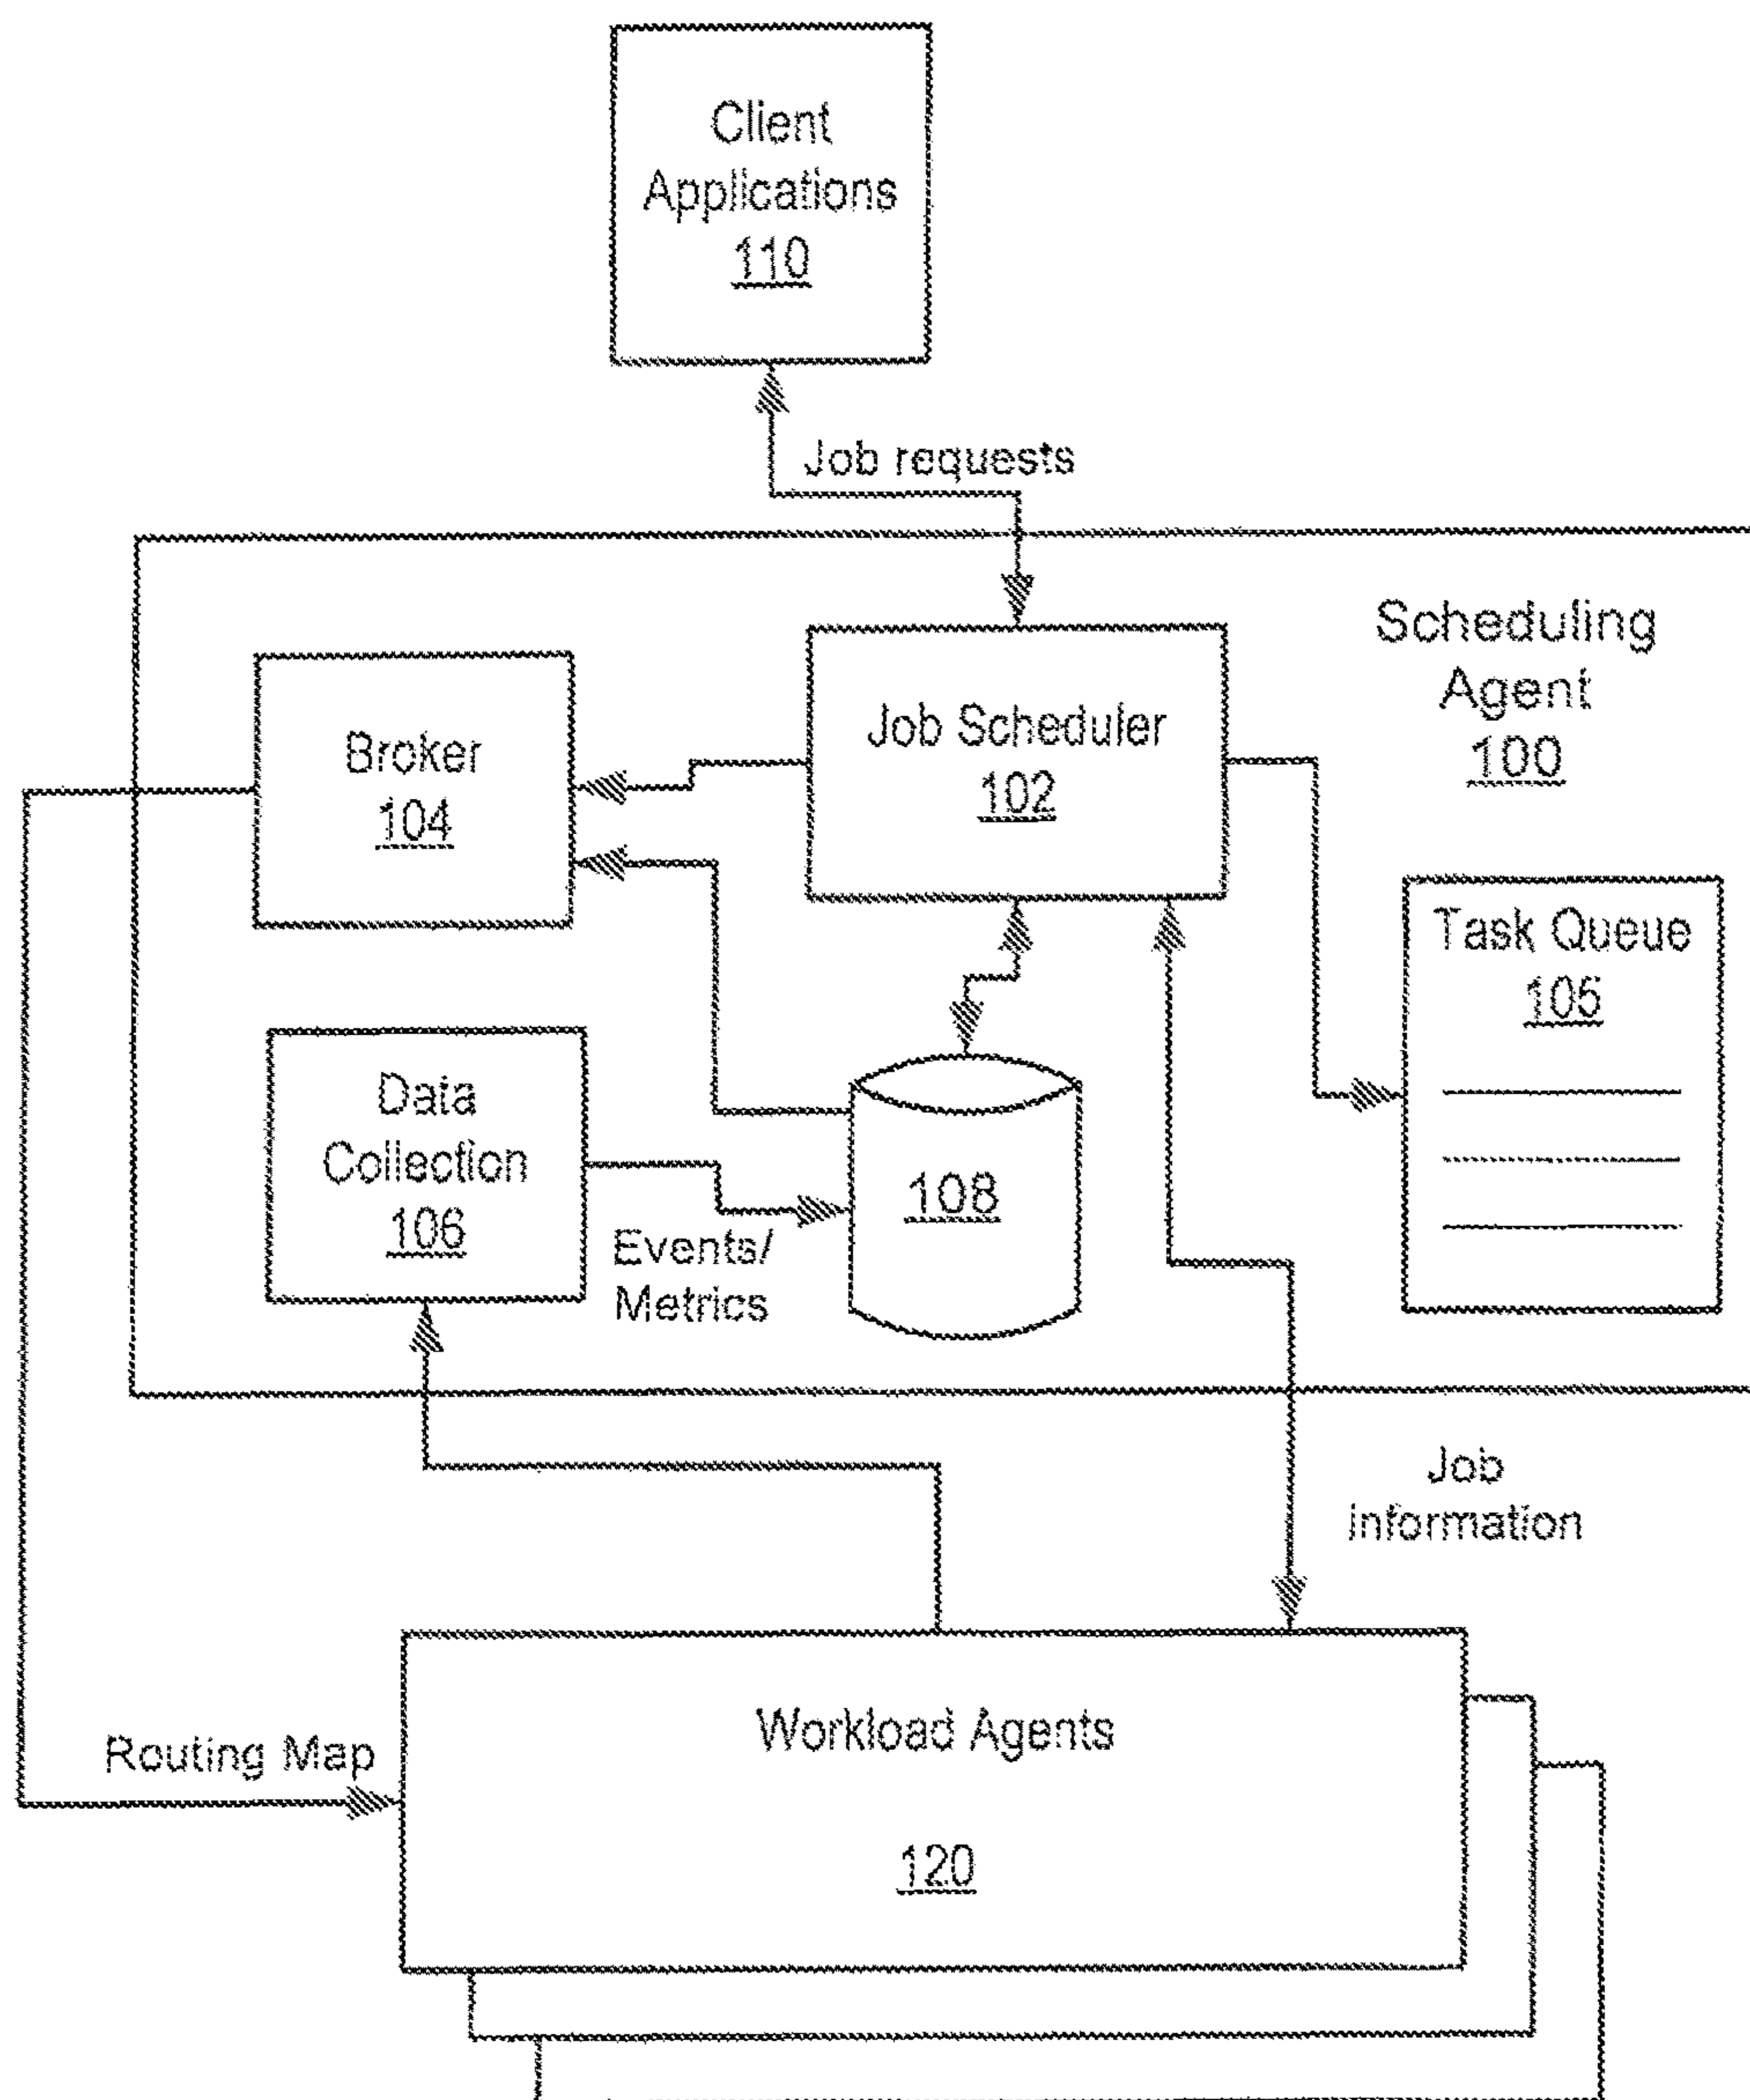 Client
Applications
110
Job requests
Scheduling
Agent
100
Job Scheduler
102
Broker
104
Task Queue
105
Data
Collection
106
108
Events/
Metrics
Job
information
Routing Map
Workload Agents
120